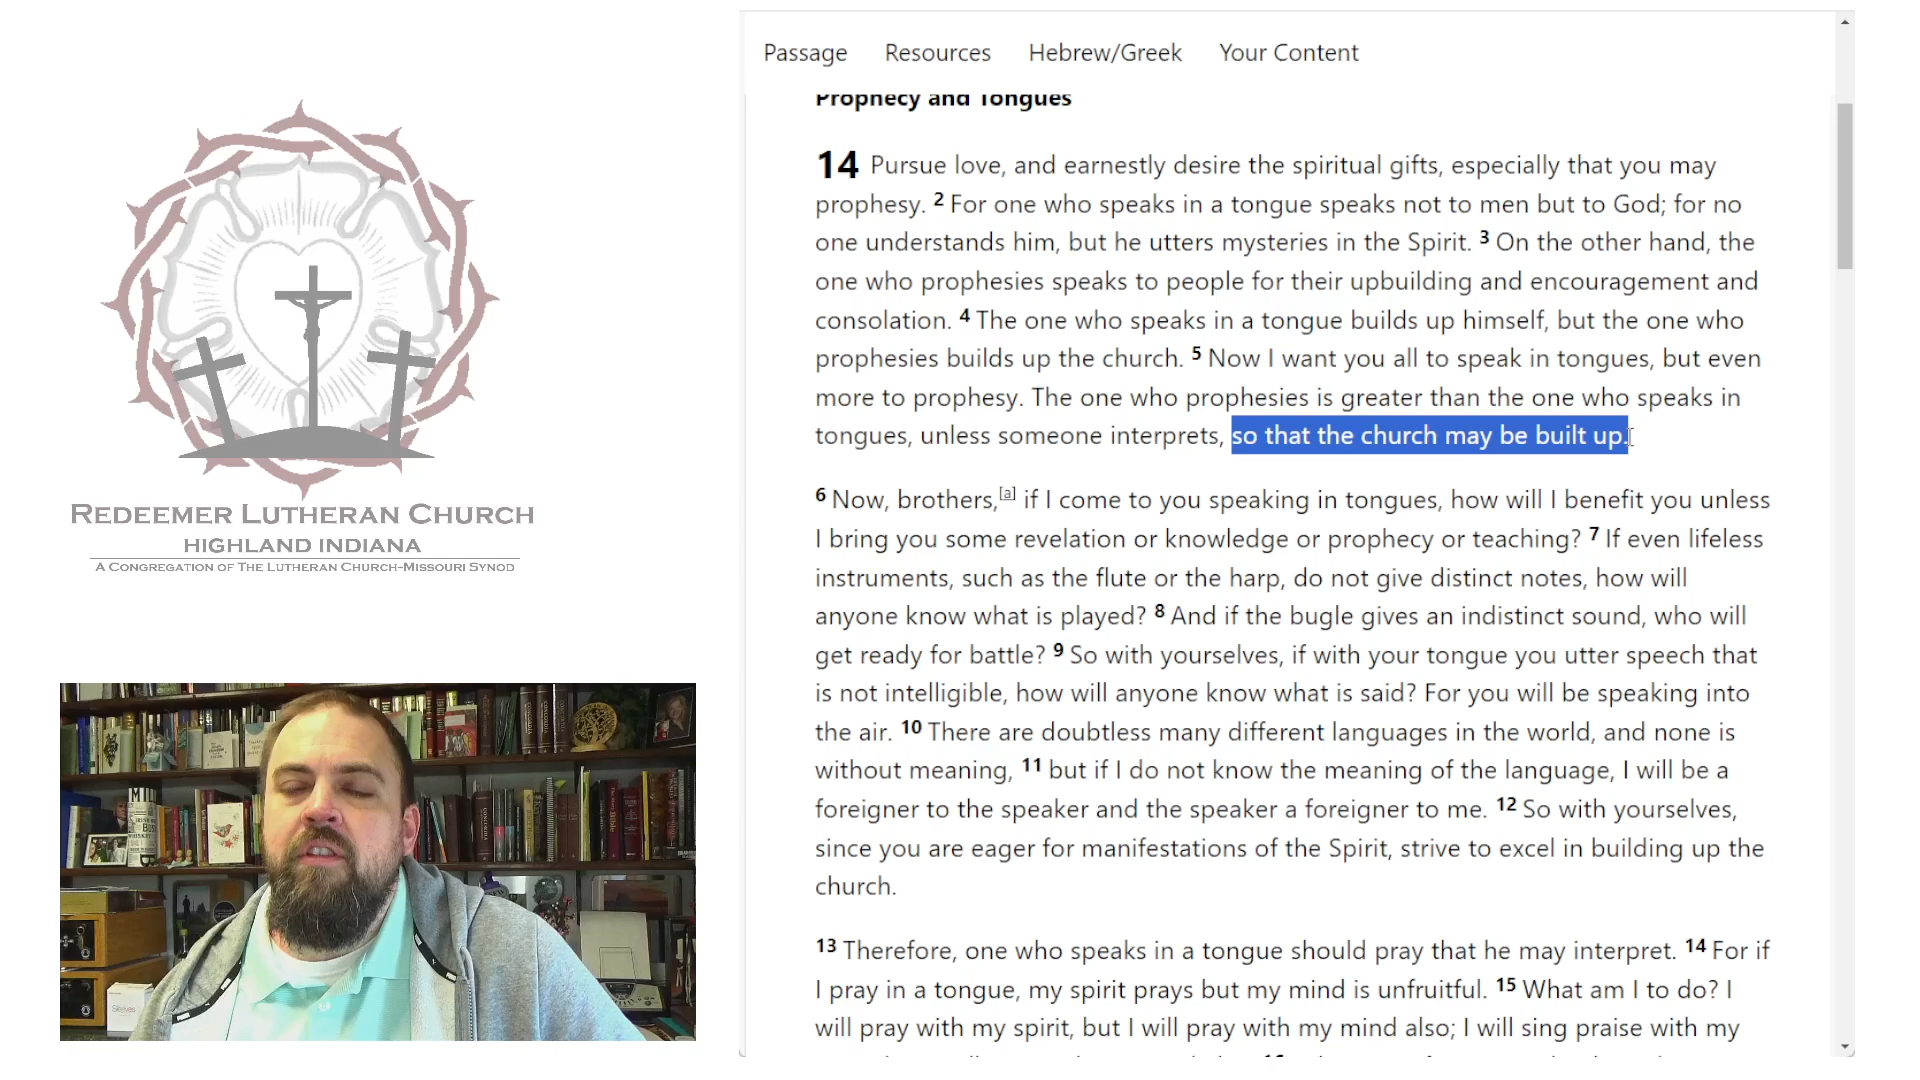 Passage Resources Hebrew/Greek Your Content
Prophecy and Tongues
14 Pursue love, and earnestly desire the spiritual gifts, especially that you may
prophesy. 2 For one who speaks in a tongue speaks not to men but to God; for no
one understands him, but he utters mysteries in the Spirit. 3 On the other hand, the
one who prophesies speaks to people for their upbuilding and encouragement and
consolation. 4 The one who speaks in a tongue builds up himself, but the one who
prophesies builds up the church. 5 Now I want you all to speak in tongues, but even
more to prophesy. The one who prophesies is greater than the one who speaks in
tongues, unless someone interprets, so that the church may be built up.
6 Now, brothers,[a] if I come to you speaking in tongues, how will I benefit you unless
I bring you some revelation or knowledge or prophecy or teaching? 7 If even lifeless
instruments, such as the flute or the harp, do not give distinct notes, how will
anyone know what is played? 8 And if the bugle gives an indistinct sound, who will
get ready for battle? 9 So with yourselves, if with your tongue you utter speech that
is not intelligible, how will anyone know what is said? For you will be speaking into
the air. 10 There are doubtless many different languages in the world, and none is
without meaning, 11 but if I do not know the meaning of the language, I will be a
foreigner to the speaker and the speaker a foreigner to me. 12 So with yourselves,
since you are eager for manifestations of the Spirit, strive to excel in building up the
church.
13 Therefore, one who speaks in a tongue should pray that he may interpret. 14 For if
I pray in a tongue, my spirit prays but my mind is unfruitful. 15 What am I to do? I
will pray with my spirit, but I will pray with my mind also; I will sing praise with my
REDEEMER LUTHERAN CHURCH
HIGHLAND INDIANA
A CONGREGATION OF THE LUTHERAN CHURCH-MISSOURI SYNOD